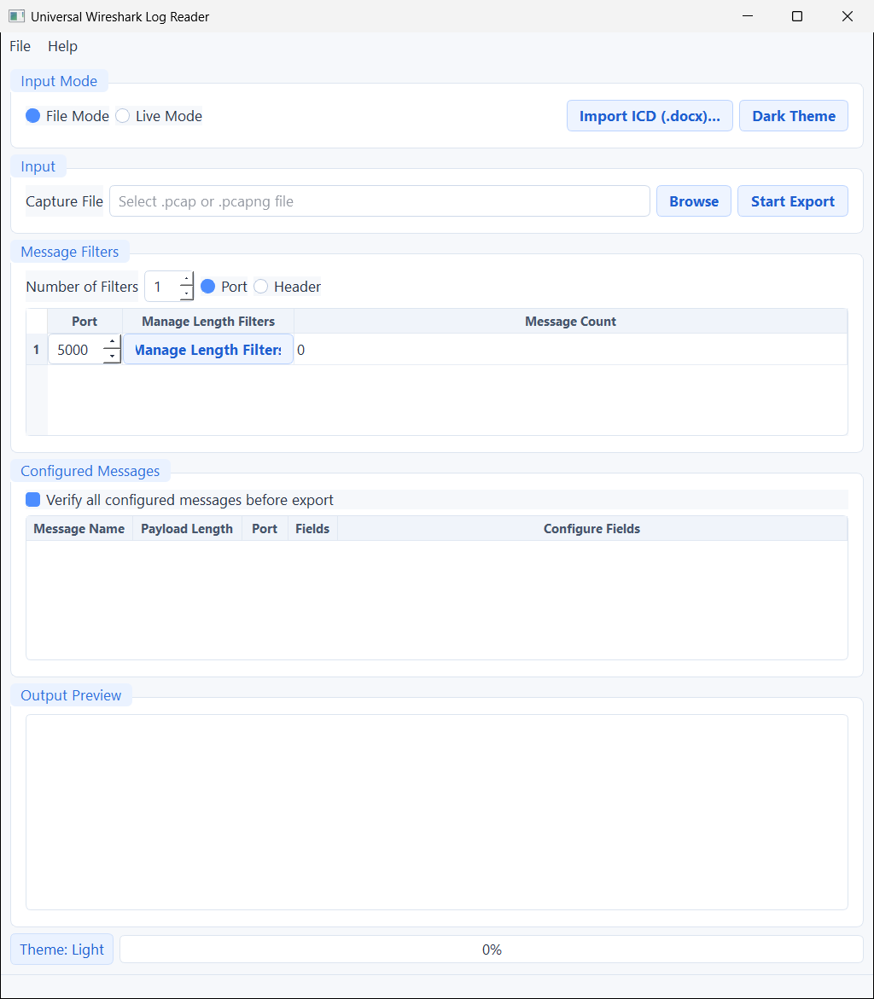 Universal Wireshark Log Reader
File Help
Input Mode
File Mode Live Mode Import ICD (.docx)... Dark Theme
Input
Capture File Select .pcap or .pcapng file Browse Start Export
Message Filters
Number of Filters 1 Port Header
Port Manage Length Filters Message Count
1 5000 Manage Length Filters 0
Configured Messages
Verify all configured messages before export
Message Name Payload Length Port Fields Configure Fields
Output Preview
Theme: Light 0%